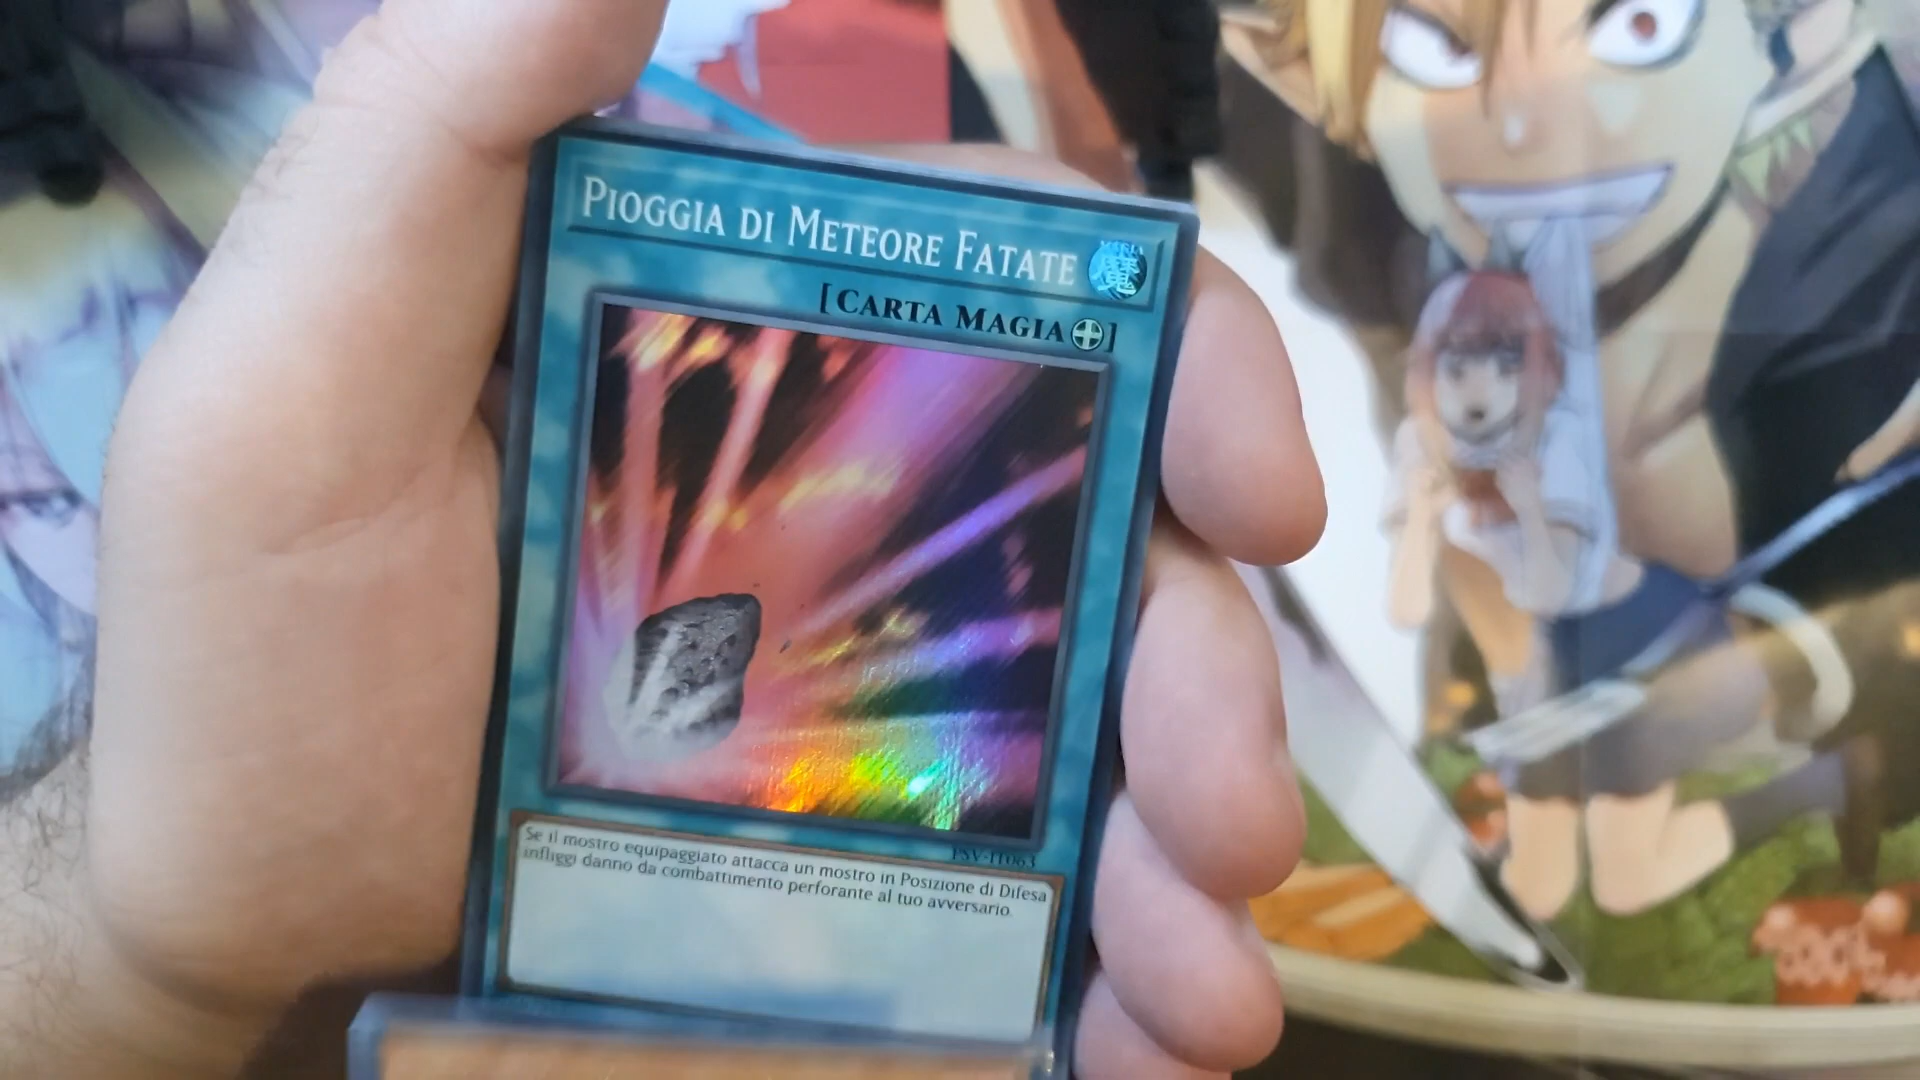 Pioggia di Meteore Fatate
[Carta Magia]
PSV-IT063
Se il mostro equipaggiato attacca un mostro in Posizione di Difesa
infliggi danno da combattimento perforante al tuo avversario.